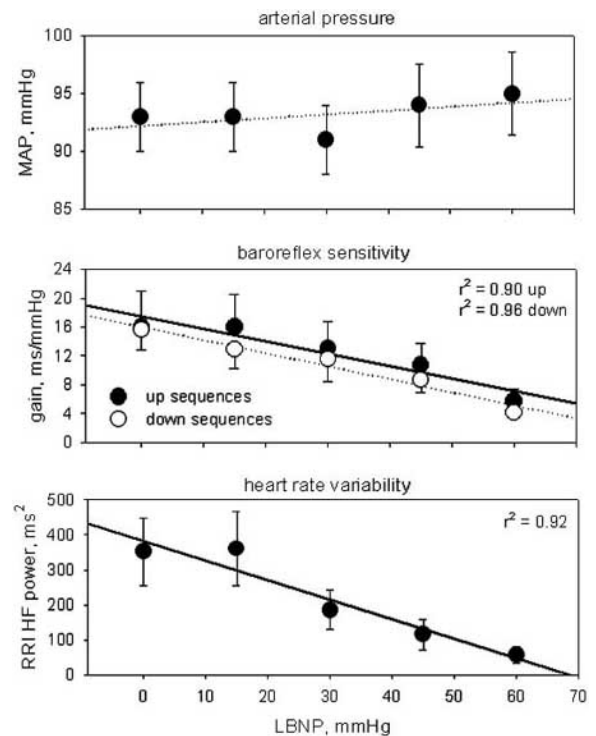 arterial pressure
MAP, mmHg
100
95
90
85
baroreflex sensitivity
gain, ms/mmHg
24
20
16
12
8
4
0
r² = 0.90 up
r² = 0.96 down
up sequences
down sequences
heart rate variability
RRI HF power, ms²
500
400
300
200
100
0
r² = 0.92
0 10 20 30 40 50 60 70
LBNP, mmHg